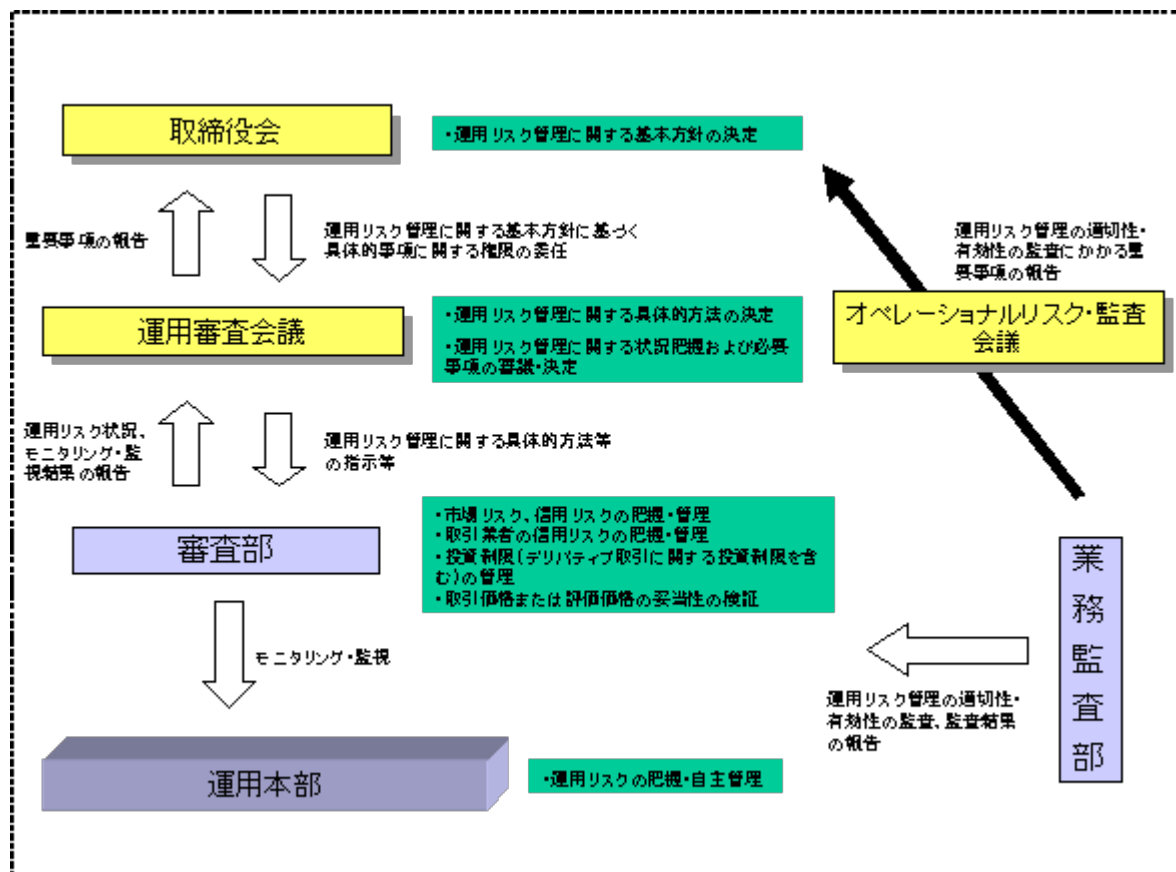 取締役会
・運用リスク管理に関する基本方針の決定
重要事項の報告
運用リスク管理に関する基本方針に基づく
具体的事項に関する権限の委任
運用リスク管理の適切性・
有効性の監査にかかる重
要事項の報告
運用審査会議
・運用リスク管理に関する具体的方法の決定
・運用リスク管理に関する状況把握および必要
事項の審議・決定
オペレーショナルリスク・監査
会議
運用リスク状況、
モニタリング・監
視結果の報告
運用リスク管理に関する具体的方法等
の指示等
審査部
・市場リスク、信用リスクの把握・管理
・取引業者の信用リスクの把握・管理
・投資制限（デリバティブ取引に関する投資制限を含
む）の管理
・取引価格または評価価格の妥当性の検証
業務監査部
モニタリング・監視
運用リスク管理の適切性・
有効性の監査、監査結果
の報告
運用本部
・運用リスクの把握・自主管理